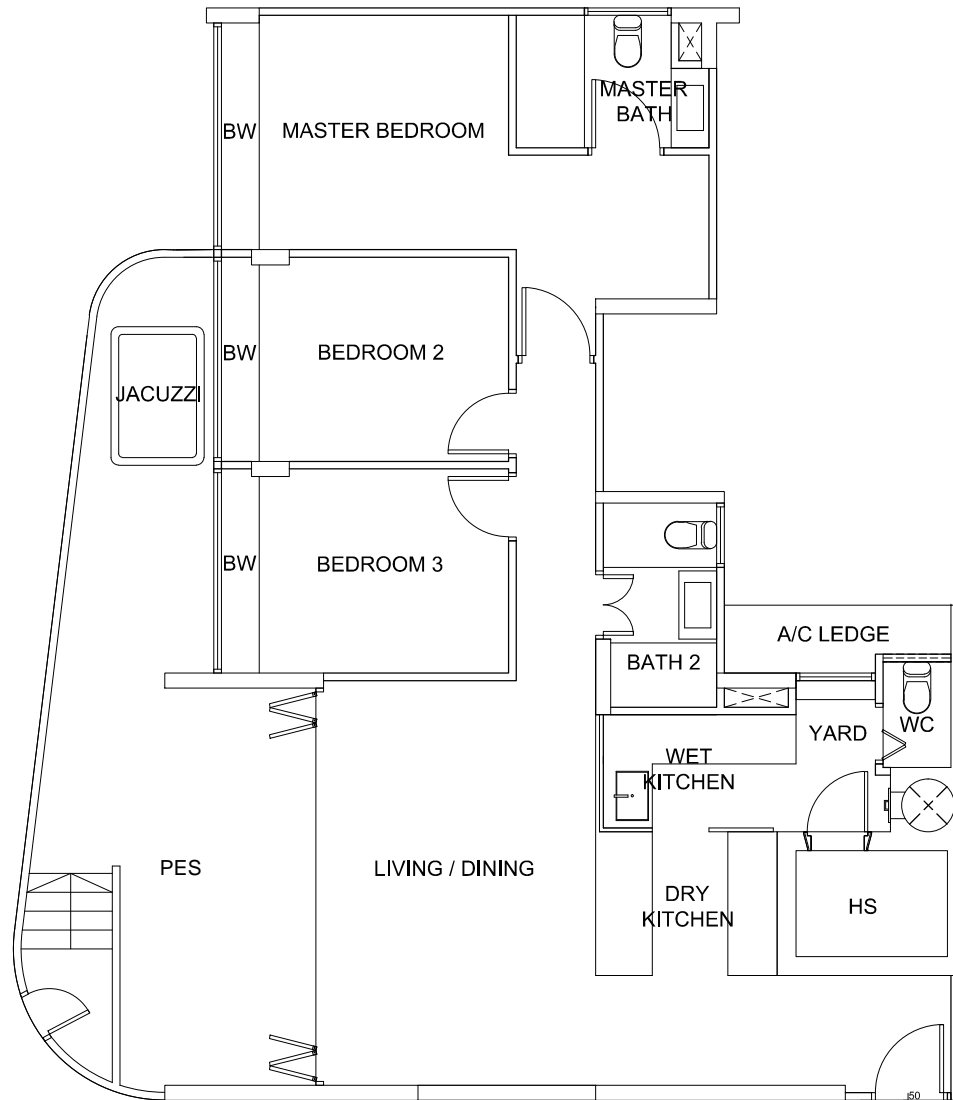 MASTER
BATH
BW
MASTER BEDROOM
BW
BEDROOM 2
JACUZZI
BW
BEDROOM 3
A/C LEDGE
BATH 2
WC
YARD
WET
KITCHEN
PES
LIVING / DINING
DRY
KITCHEN
HS